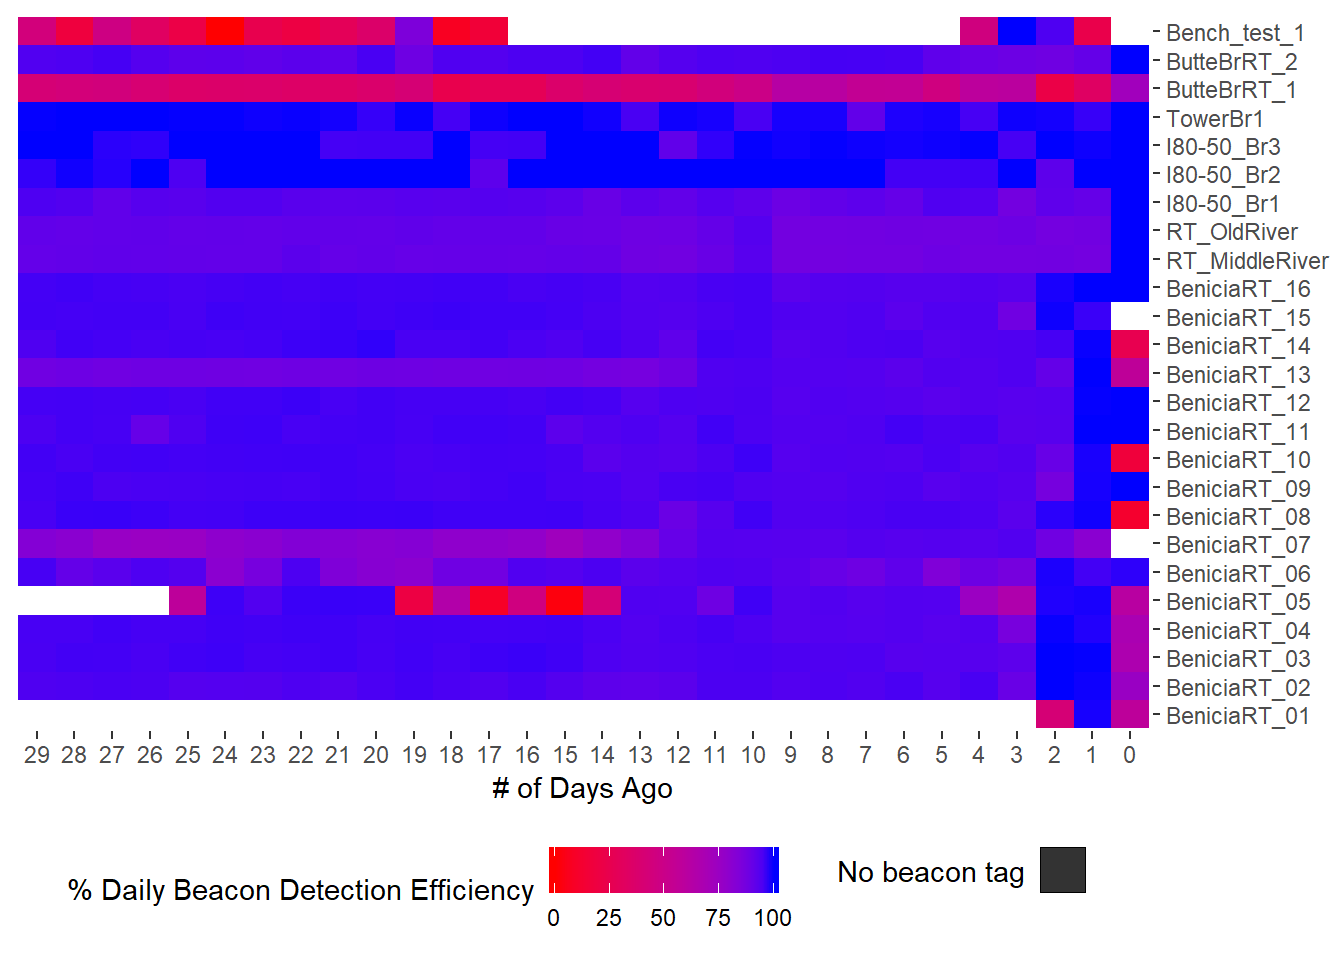 Bench_test_1
ButteBrRT_2
ButteBrRT_1
TowerBr1
I80-50_Br3
I80-50_Br2
I80-50_Br1
RT_OldRiver
RT_MiddleRiver
BeniciaRT_16
BeniciaRT_15
BeniciaRT_14
BeniciaRT_13
BeniciaRT_12
BeniciaRT_11
BeniciaRT_10
BeniciaRT_09
BeniciaRT_08
BeniciaRT_07
BeniciaRT_06
BeniciaRT_05
BeniciaRT_04
BeniciaRT_03
BeniciaRT_02
BeniciaRT_01
29 28 27 26 25 24 23 22 21 20 19 18 17 16 15 14 13 12 11 10 9 8 7 6 5 4 3 2 1 0
# of Days Ago
% Daily Beacon Detection Efficiency
0 25 50 75 100
No beacon tag